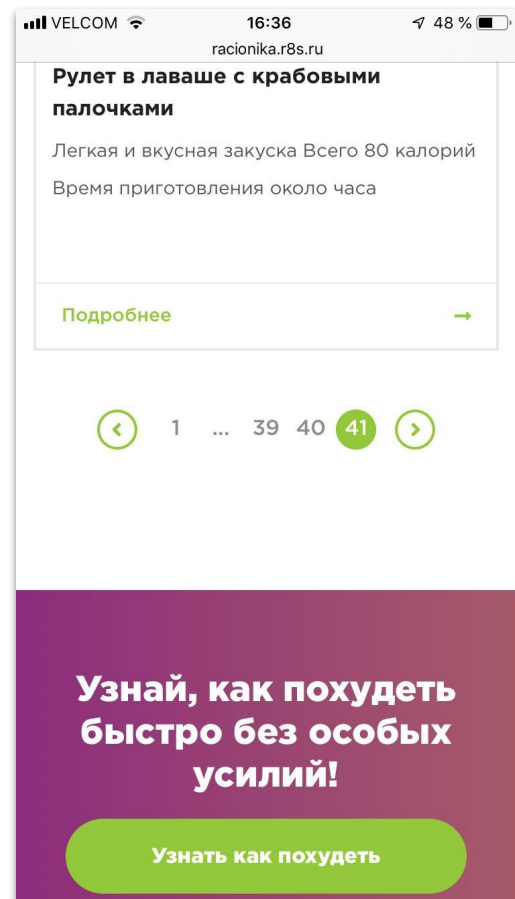 VELCOM 16:36 48 %
racionika.r8s.ru
Рулет в лаваше с крабовыми
палочками
Легкая и вкусная закуска Всего 80 калорий
Время приготовления около часа
Подробнее →
1 ... 39 40 41
Узнай, как похудеть
быстро без особых
усилий!
Узнать как похудеть